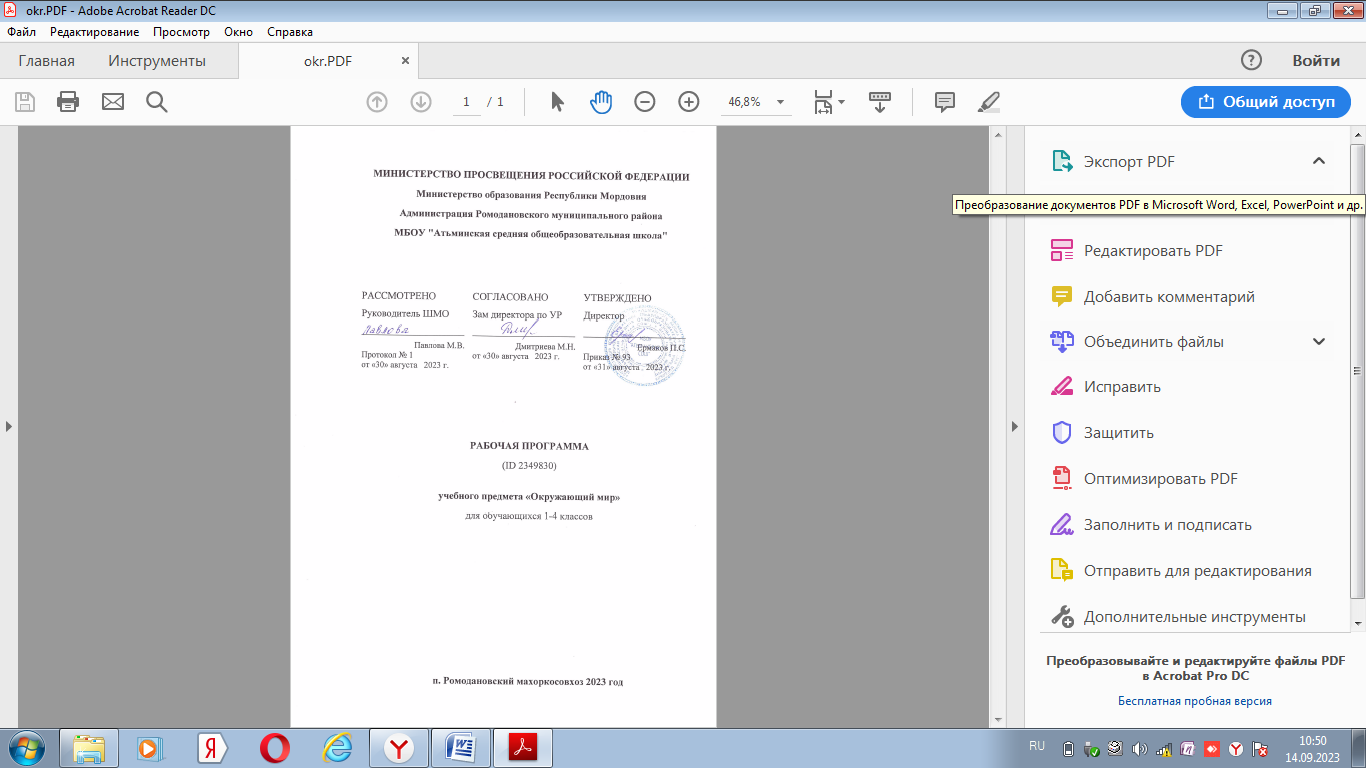 okr.PDF - Adobe Acrobat Reader DC
Файл Редактирование Просмотр Окно Справка
Главная Инструменты okr.PDF Войти
1 / 1 46,8% Общий доступ
МИНИСТЕРСТВО ПРОСВЕЩЕНИЯ РОССИЙСКОЙ ФЕДЕРАЦИИ
Министерство образования Республики Мордовия
Администрация Ромодановского муниципального района
МБОУ "Атьминская средняя общеобразовательная школа"
РАССМОТРЕНО
Руководитель ШМО
Павлова
Павлова М.В.
Протокол № 1
от «30» августа 2023 г.
СОГЛАСОВАНО
Зам директора по УР
Дмитриева М.Н.
от «30» августа 2023 г.
УТВЕРЖДЕНО
Директор
Ермаков П.С.
Приказ № 93
от «31» августа 2023 г.
РАБОЧАЯ ПРОГРАММА
(ID 2349830)
учебного предмета «Окружающий мир»
для обучающихся 1-4 классов
п. Ромодановский махоркосовхоз 2023 год
Экспорт PDF
Преобразование документов PDF в Microsoft Word, Excel, PowerPoint и др.
Редактировать PDF
Добавить комментарий
Объединить файлы
Исправить
Защитить
Оптимизировать PDF
Заполнить и подписать
Отправить для редактирования
Дополнительные инструменты
Преобразовывайте и редактируйте файлы PDF
в Acrobat Pro DC
Бесплатная пробная версия
RU
10:50
14.09.2023